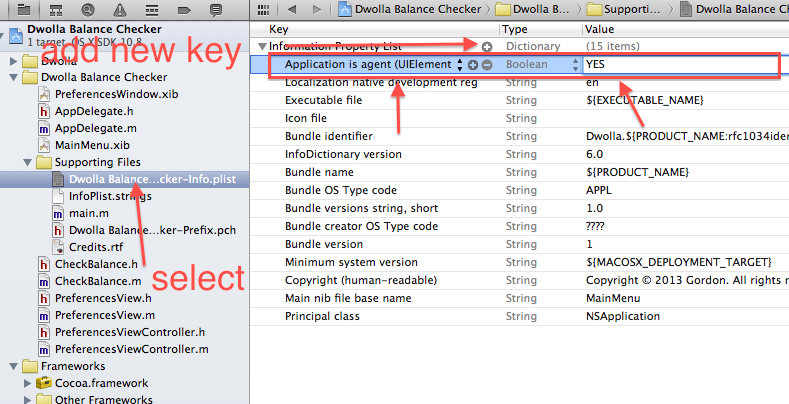 Dwolla Balance Checker
1 target, OS X SDK 10.8
add new key
Dwolla
Dwolla Balance Checker
PreferencesWindow.xib
AppDelegate.h
AppDelegate.m
MainMenu.xib
Supporting Files
Dwolla Balance...cker-Info.plist
InfoPlist.strings
main.m
Dwolla Balance...ker-Prefix.pch
Credits.rtf
CheckBalance.h
CheckBalance.m
select
PreferencesView.h
PreferencesView.m
PreferencesViewController.h
PreferencesViewController.m
Frameworks
Cocoa.framework
Other Frameworks
Dwolla Balance Checker Dwolla B... Supporti... Dwolla Balance Check
Key Type Value
Information Property List Dictionary (15 items)
Application is agent (UIElement Boolean YES
Localization native development reg String en
Executable file String ${EXECUTABLE_NAME}
Icon file String
Bundle identifier String Dwolla.${PRODUCT_NAME:rfc1034iden
InfoDictionary version String 6.0
Bundle name String ${PRODUCT_NAME}
Bundle OS Type code String APPL
Bundle versions string, short String 1.0
Bundle creator OS Type code String ????
Bundle version String 1
Minimum system version String ${MACOSX_DEPLOYMENT_TARGET}
Copyright (human-readable) String Copyright © 2013 Gordon. All rights r
Main nib file base name String MainMenu
Principal class String NSApplication